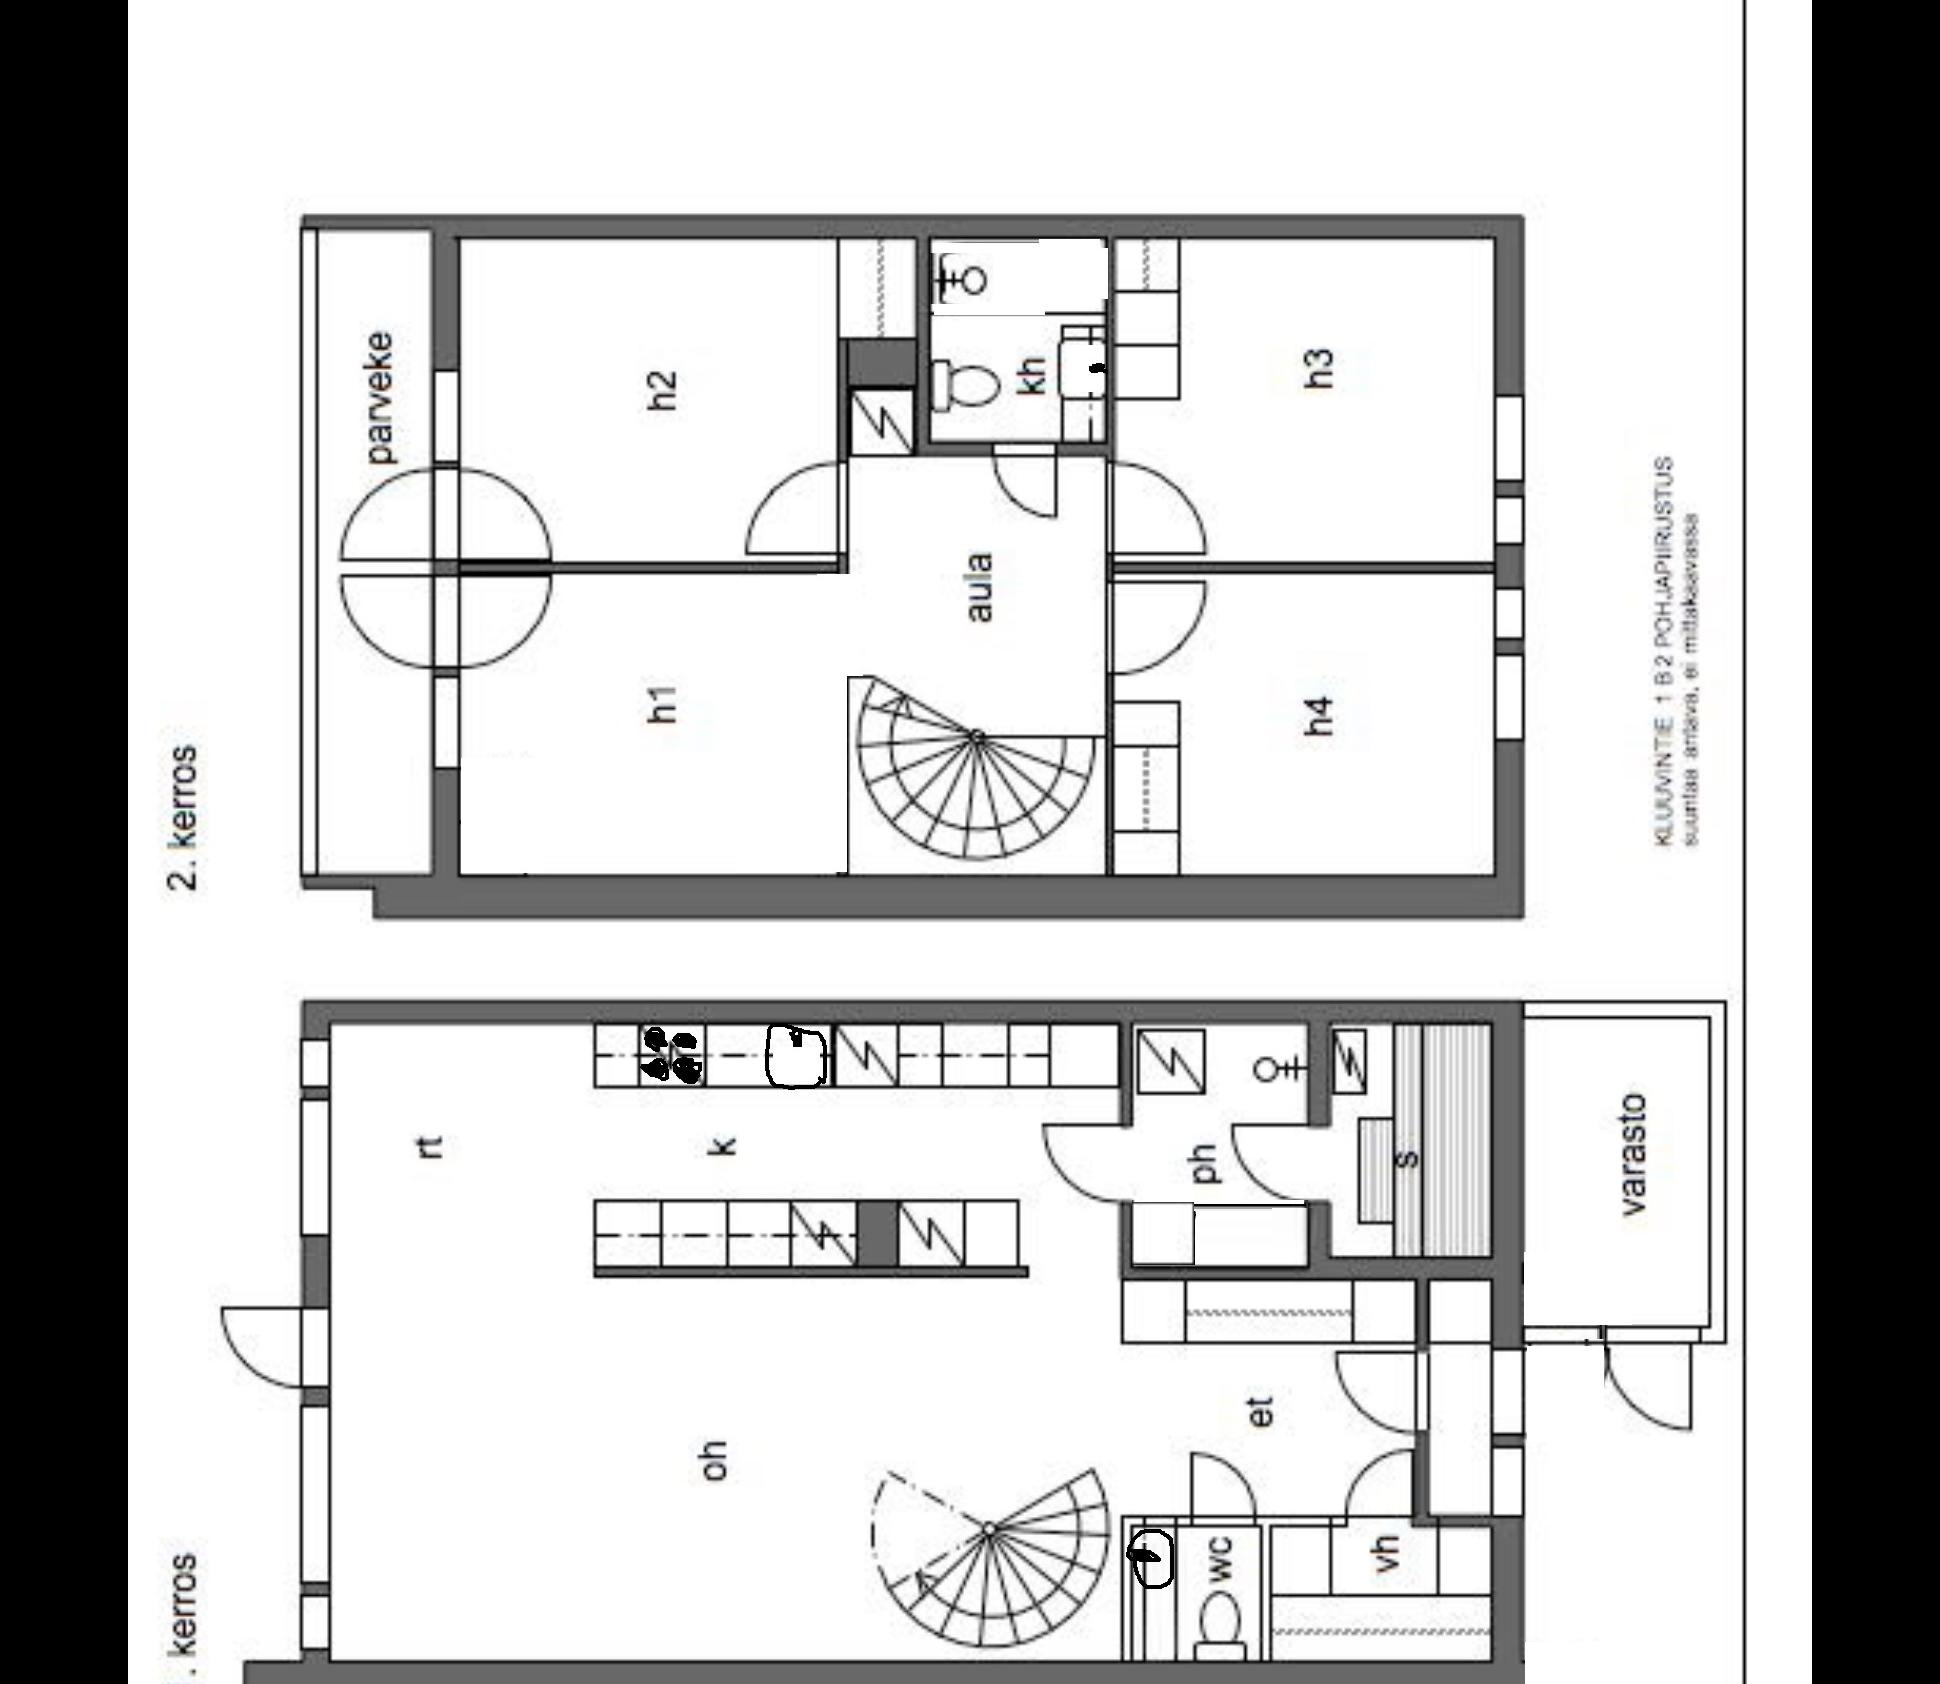 2. kerros
parveke
h2
kh
h3
h1
aula
h4
KLUUVINTIE 1 B 2 POHJAPIIRUSTUS
suuntaa antava, ei mittakaavassa
. kerros
rt
k
ph
s
varasto
oh
et
wc
vh